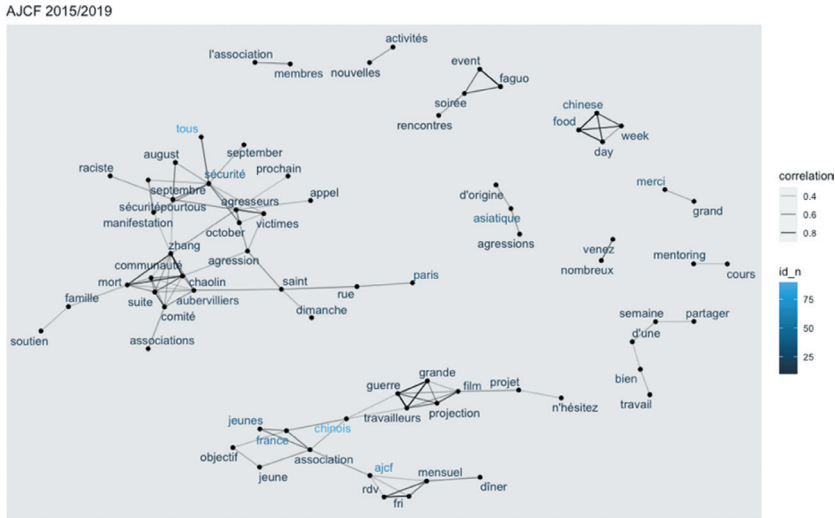 AJCF 2015/2019
activités
l'association
membres
nouvelles
event
faguo
soirée
rencontres
chinese
food
week
day
tous
september
august
raciste
sécurité
prochain
septembre
appel
sécuritépourtous
agresseurs
manifestation
victimes
october
d'origine
asiatique
agressions
merci
grand
zhang
communauté
agression
venez
nombreux
mentoring
cours
mort
chaolin
saint
paris
famille
suite
aubervilliers
rue
comité
dimanche
soutien
associations
semaine
partager
d'une
bien
travail
grande
guerre
film
projet
n'hésitez
travailleurs
projection
jeunes
chinois
france
objectif
association
jeune
ajcf
mensuel
rdv
dîner
fri
correlation
0.4
0.6
0.8
id_n
75
50
25